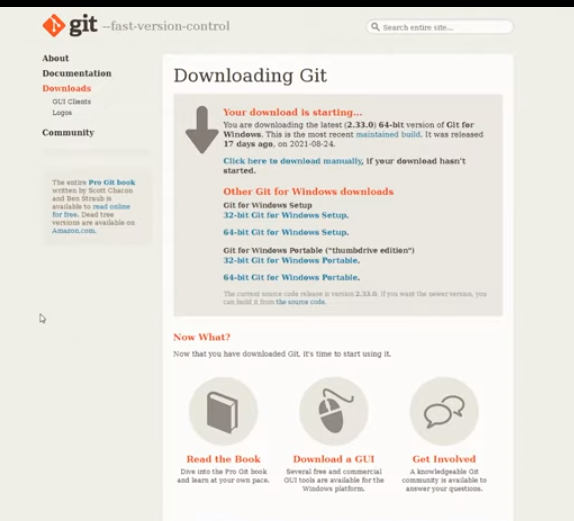 git --fast-version-control
Search entire site...
About
Documentation
Downloads
GUI Clients
Logos
Community
The entire Pro Git book
written by Scott Chacon
and Ben Straub is
available to read online
for free. Dead tree
versions are available on
Amazon.com.
Downloading Git
Your download is starting...
You are downloading the latest (2.33.0) 64-bit version of Git for
Windows. This is the most recent maintained build. It was released
17 days ago, on 2021-08-24.
Click here to download manually, if your download hasn't
started.
Other Git for Windows downloads
Git for Windows Setup
32-bit Git for Windows Setup.
64-bit Git for Windows Setup.
Git for Windows Portable ("thumbdrive edition")
32-bit Git for Windows Portable.
64-bit Git for Windows Portable.
The current source code release is version 2.33.0. If you want the newer version, you
can build it from the source code.
Now What?
Now that you have downloaded Git, it's time to start using it.
Read the Book
Dive into the Pro Git book
and learn at your own pace.
Download a GUI
Several free and commercial
GUI tools are available for the
Windows platform.
Get Involved
A knowledgeable Git
community is available to
answer your questions.